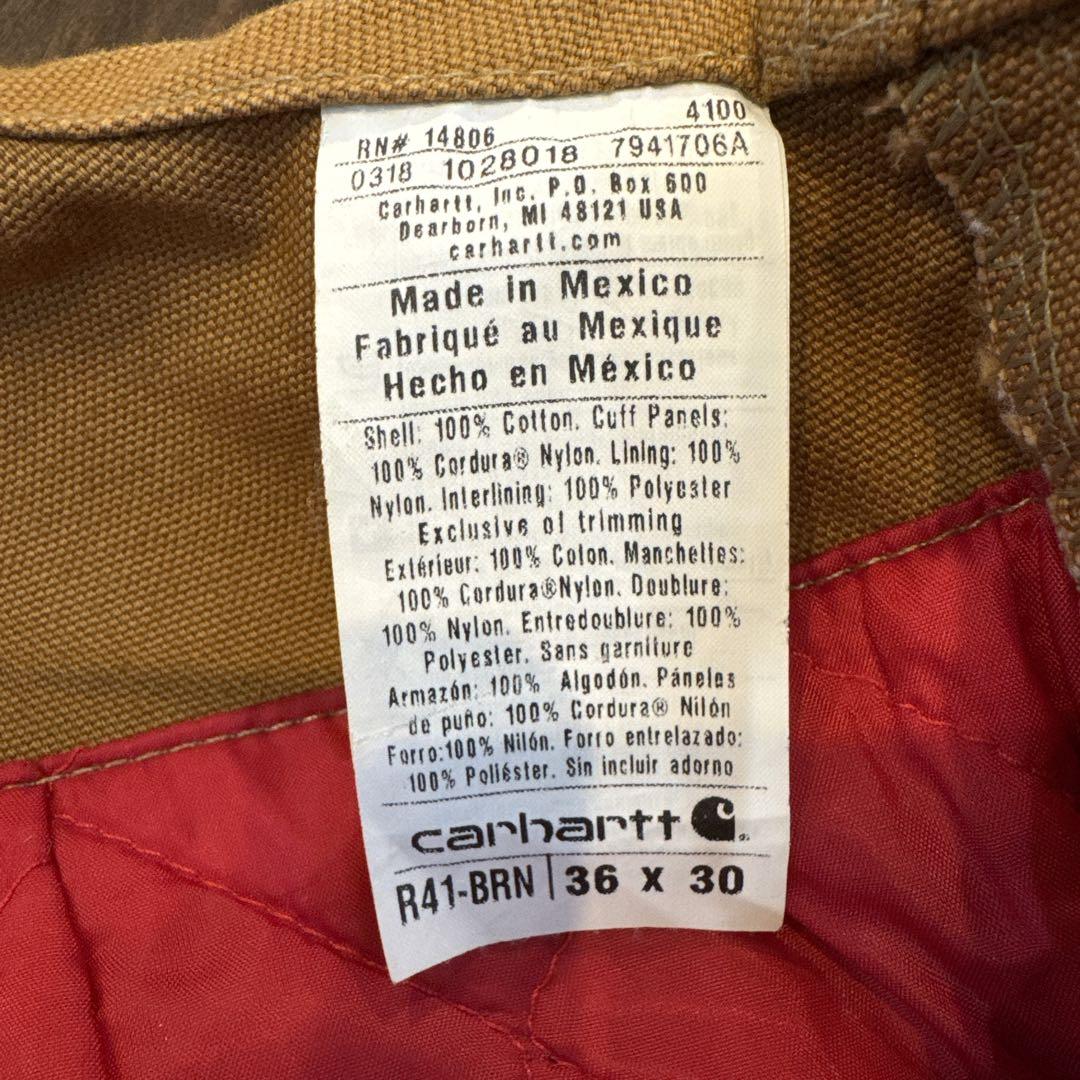 RN# 14806 4100
0318 1028018 7941706A
Carhartt, Inc. P.O. Box 600
Dearborn, MI 48121 USA
carhartt.com
Made in Mexico
Fabriqué au Mexique
Hecho en México
Shell: 100% Cotton. Cuff Panels:
100% Cordura® Nylon. Lining: 100%
Nylon. Interlining: 100% Polyester
Exclusive of trimming
Extérieur: 100% Coton. Manchettes:
100% Cordura®Nylon. Doublure:
100% Nylon. Entredoublure: 100%
Polyester. Sans garniture
Armazón: 100% Algodón. Páneles
de puño: 100% Cordura® Nilón
Forro:100% Nilón. Forro entrelazado:
100% Poliéster. Sin incluir adorno
carhartt
R41-BRN 36 x 30